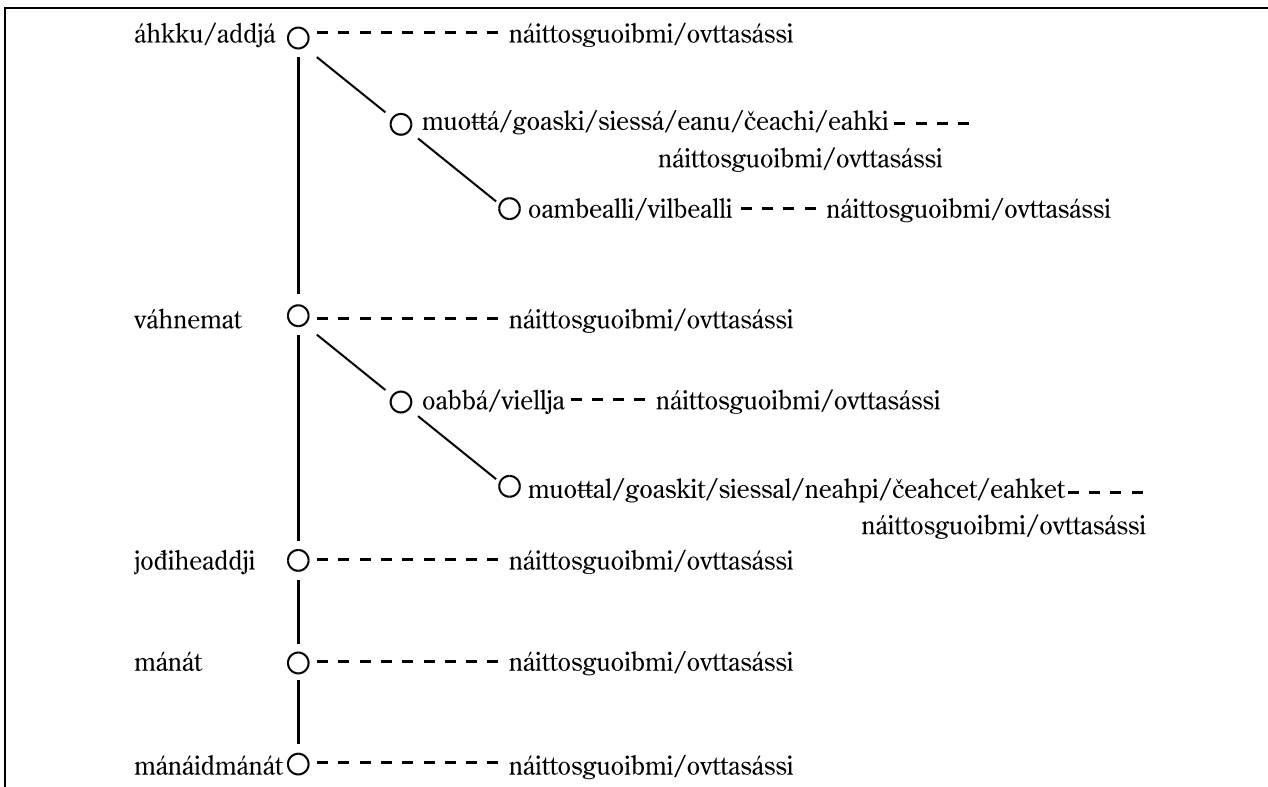 áhkku/addjá náittosguoibmi/ovttasássi
muoŧŧá/goaski/siessá/eanu/čeachi/eahki
náittosguoibmi/ovttasássi
oambealli/vilbealli náittosguoibmi/ovttasássi
váhnemat náittosguoibmi/ovttasássi
oabbá/viellja náittosguoibmi/ovttasássi
muoŧŧal/goaskit/siessal/neahpi/čeahcet/eahket
náittosguoibmi/ovttasássi
jođiheaddji náittosguoibmi/ovttasássi
mánát náittosguoibmi/ovttasássi
mánáidmánát náittosguoibmi/ovttasássi